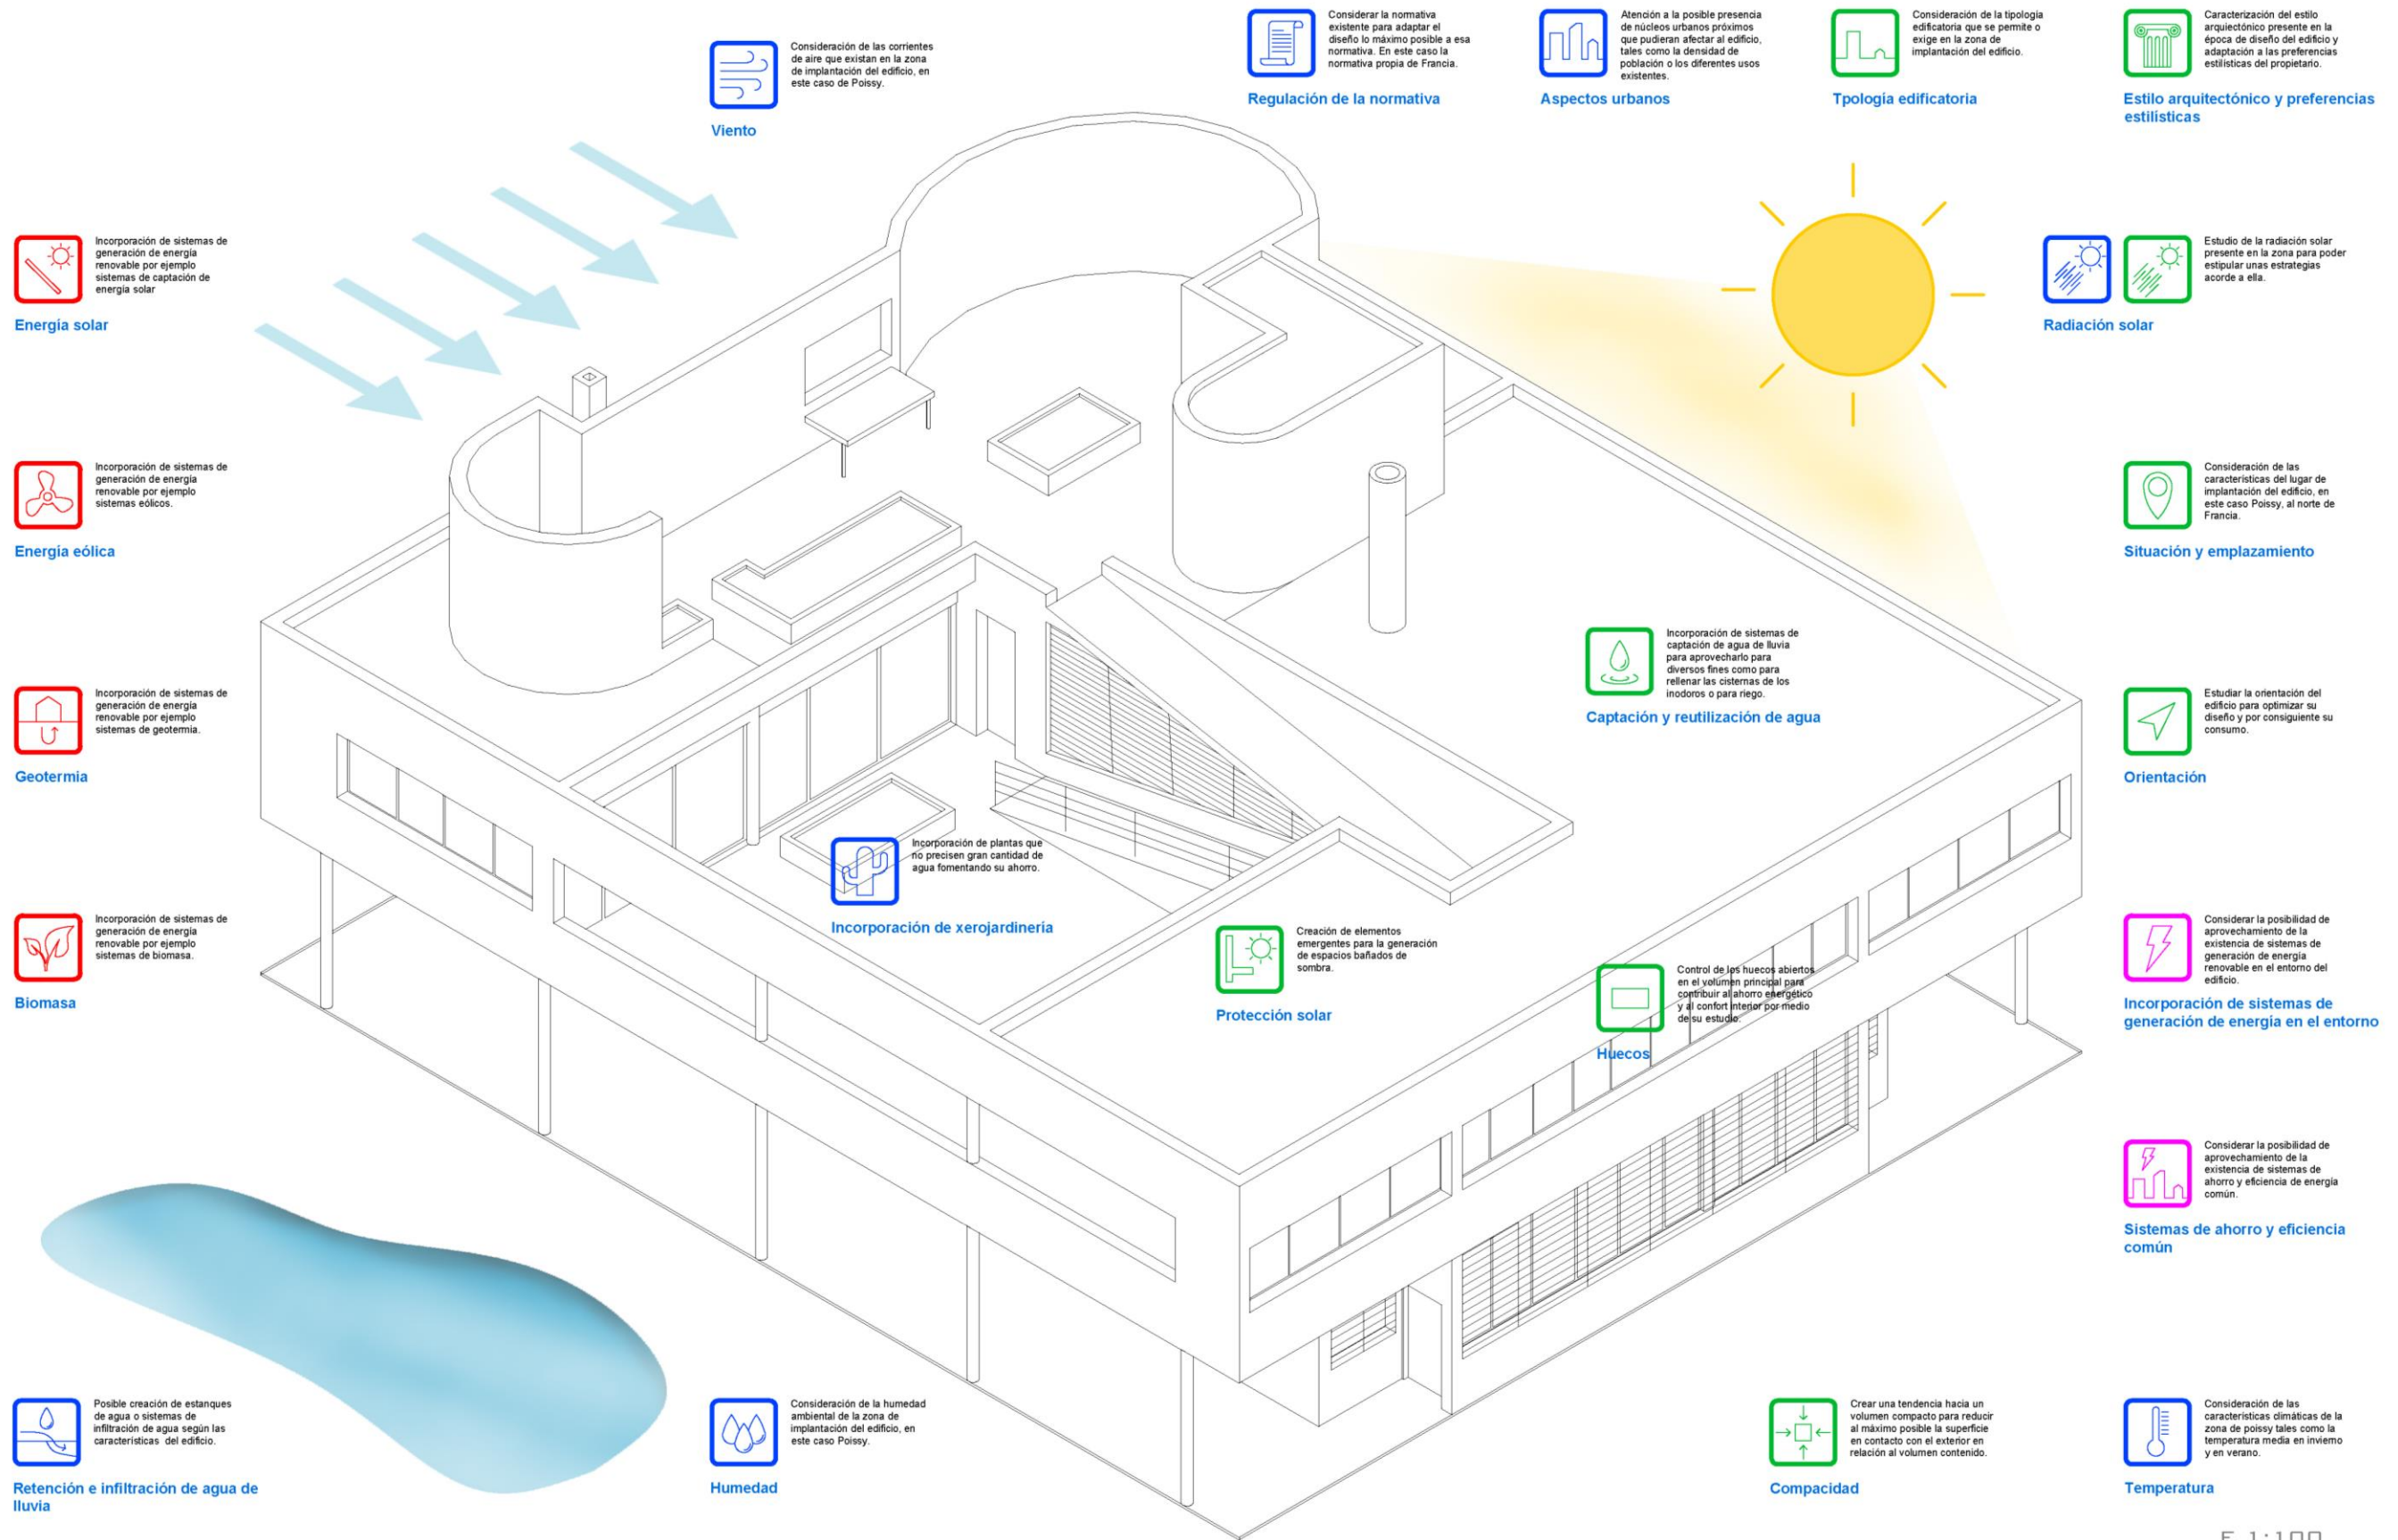 Consideración de las corrientes
de aire que existan en la zona
de implantación del edificio, en
este caso de Poissy.
Viento
Considerar la normativa
existente para adaptar el
diseño lo máximo posible a esa
normativa. En este caso la
normativa propia de Francia.
Regulación de la normativa
Atención a la posible presencia
de núcleos urbanos próximos
que pudieran afectar al edificio,
tales como la densidad de
población o los diferentes usos
existentes.
Aspectos urbanos
Consideración de la tipología
edificatoria que se permite o
exige en la zona de
implantación del edificio.
Tpología edificatoria
Caracterización del estilo
arquiectónico presente en la
época de diseño del edificio y
adaptación a las preferencias
estilísticas del propietario.
Estilo arquitectónico y preferencias
estilísticas
Incorporación de sistemas de
generación de energía
renovable por ejemplo
sistemas de captación de
energía solar
Energía solar
Estudio de la radiación solar
presente en la zona para poder
estipular unas estrategias
acorde a ella.
Radiación solar
Incorporación de sistemas de
generación de energía
renovable por ejemplo
sistemas eólicos.
Energía eólica
Consideración de las
características del lugar de
implantación del edificio, en
este caso Poissy, al norte de
Francia.
Situación y emplazamiento
Incorporación de sistemas de
captación de agua de lluvia
para aprovecharlo para
diversos fines como para
rellenar las cisternas de los
inodoros o para riego.
Captación y reutilización de agua
Incorporación de sistemas de
generación de energía
renovable por ejemplo
sistemas de geotermia.
Geotermia
Estudiar la orientación del
edificio para optimizar su
diseño y por consiguiente su
consumo.
Orientación
Incorporación de plantas que
no precisen gran cantidad de
agua fomentando su ahorro.
Incorporación de xerojardinería
Incorporación de sistemas de
generación de energía
renovable por ejemplo
sistemas de biomasa.
Biomasa
Creación de elementos
emergentes para la generación
de espacios bañados de
sombra.
Protección solar
Control de los huecos abiertos
en el volumen principal para
contribuir al ahorro energético
y al confort interior por medio
de su estudio.
Huecos
Considerar la posibilidad de
aprovechamiento de la
existencia de sistemas de
generación de energía
renovable en el entorno del
edificio.
Incorporación de sistemas de
generación de energía en el entorno
Considerar la posibilidad de
aprovechamiento de la
existencia de sistemas de
ahorro y eficiencia de energía
común.
Sistemas de ahorro y eficiencia
común
Posible creación de estanques
de agua o sistemas de
infiltración de agua según las
características del edificio.
Retención e infiltración de agua de
lluvia
Consideración de la humedad
ambiental de la zona de
implantación del edificio, en
este caso Poissy.
Humedad
Crear una tendencia hacia un
volumen compacto para reducir
al máximo posible la superficie
en contacto con el exterior en
relación al volumen contenido.
Compacidad
Consideración de las
características climáticas de la
zona de poissy tales como la
temperatura media en invierno
y en verano.
Temperatura
E 1:100